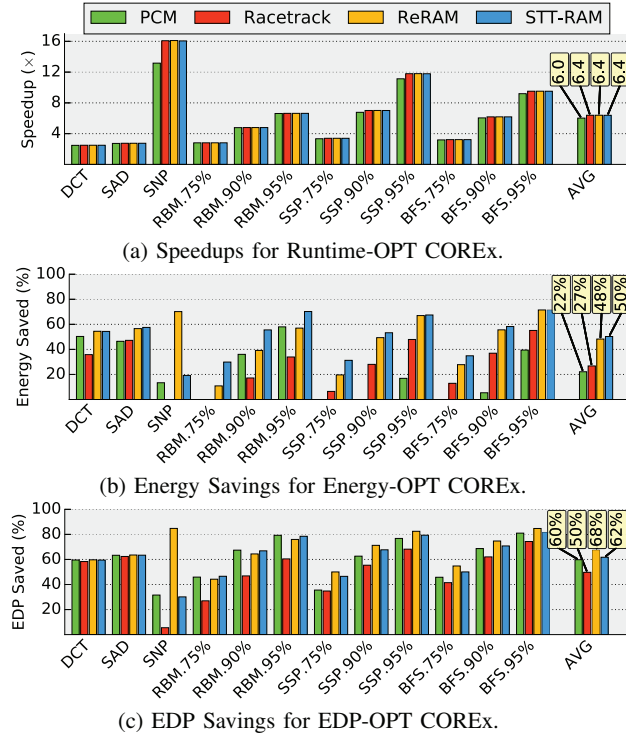 PCM Racetrack ReRAM STT-RAM
Speedup (×)
16
12
8
4
6.0 6.4 6.4 6.4
DCT SAD SNP RBM.75% RBM.90% RBM.95% SSP.75% SSP.90% SSP.95% BFS.75% BFS.90% BFS.95% AVG
(a) Speedups for Runtime-OPT COREx.
Energy Saved (%)
100
80
60
40
20
22% 27% 48% 50%
DCT SAD SNP RBM.75% RBM.90% RBM.95% SSP.75% SSP.90% SSP.95% BFS.75% BFS.90% BFS.95% AVG
(b) Energy Savings for Energy-OPT COREx.
EDP Saved (%)
100
80
60
40
20
60% 50% 68% 62%
DCT SAD SNP RBM.75% RBM.90% RBM.95% SSP.75% SSP.90% SSP.95% BFS.75% BFS.90% BFS.95% AVG
(c) EDP Savings for EDP-OPT COREx.